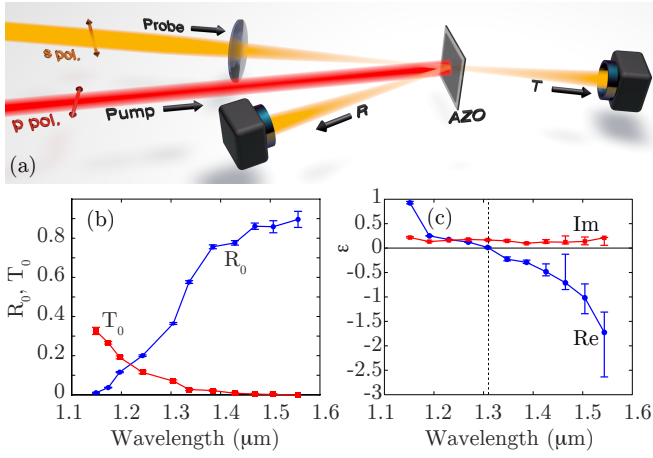 Probe
s pol.
p pol.
Pump
R
AZO
T
(a)
(b)
0.8
0.6
0.4
0.2
0
R₀, T₀
T₀
R₀
1.1 1.2 1.3 1.4 1.5 1.6
Wavelength (μm)
(c)
1
0.5
0
-0.5
-1
-1.5
-2
-2.5
-3
ε
Im
Re
1.1 1.2 1.3 1.4 1.5 1.6
Wavelength (μm)